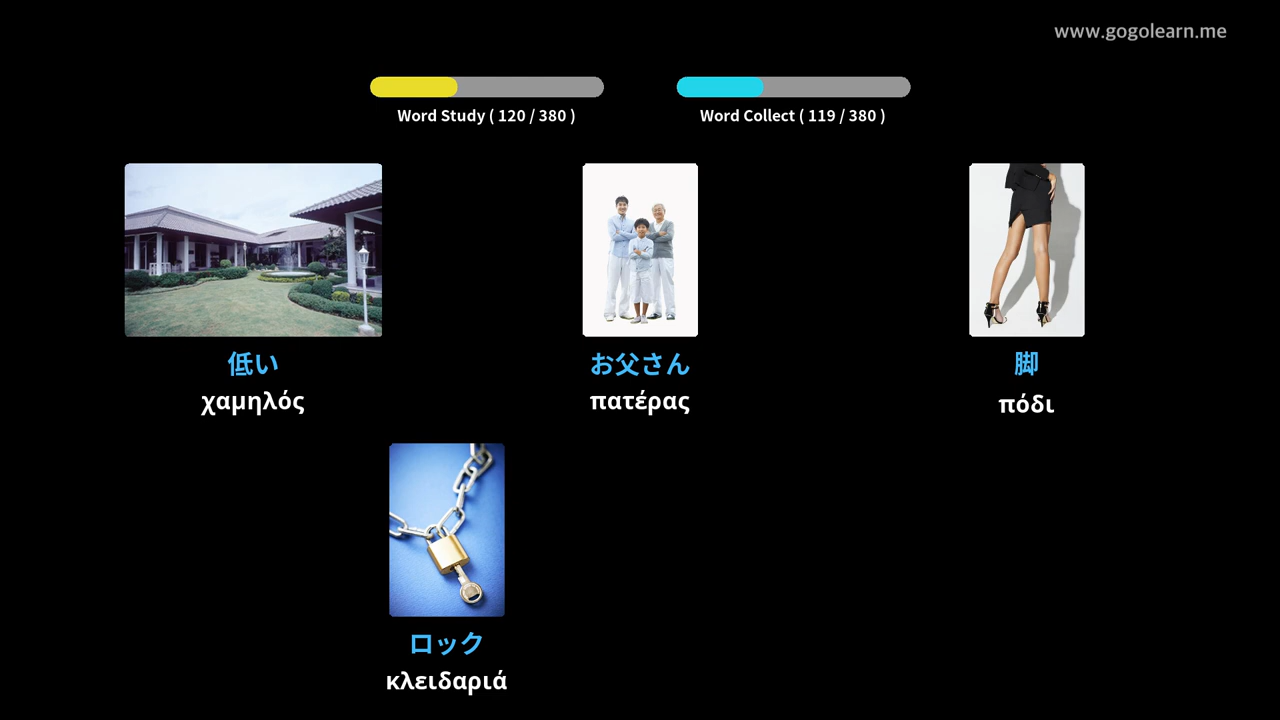 www.gogolearn.me
Word Study ( 120 / 380 )
Word Collect ( 119 / 380 )
低い
χαμηλός
お父さん
πατέρας
脚
πόδι
ロック
κλειδαριά